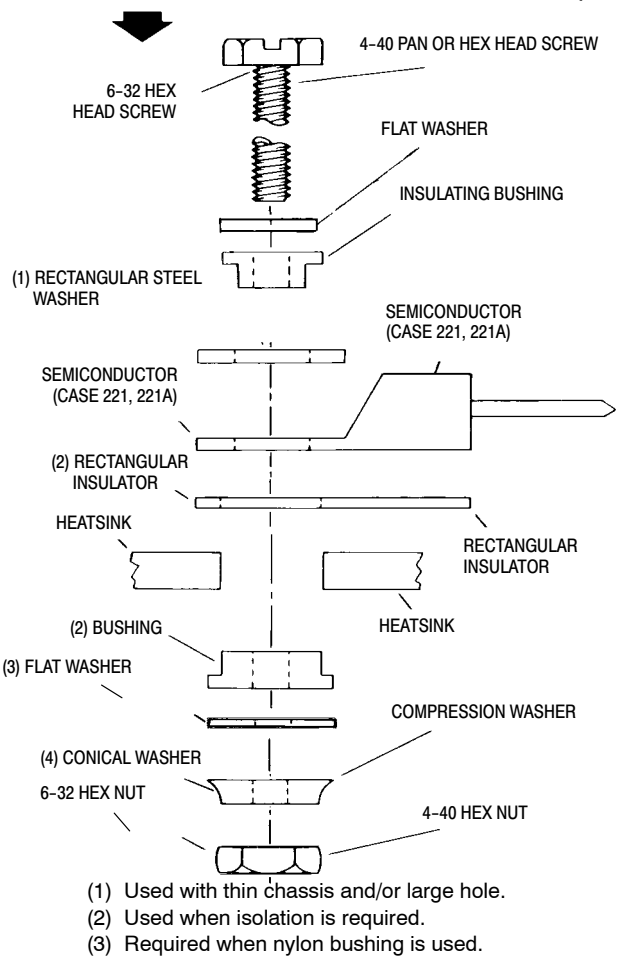 4-40 PAN OR HEX HEAD SCREW
6-32 HEX
HEAD SCREW
FLAT WASHER
INSULATING BUSHING
(1) RECTANGULAR STEEL
WASHER
SEMICONDUCTOR
(CASE 221, 221A)
SEMICONDUCTOR
(CASE 221, 221A)
(2) RECTANGULAR
INSULATOR
HEATSINK
RECTANGULAR
INSULATOR
HEATSINK
(2) BUSHING
(3) FLAT WASHER
COMPRESSION WASHER
(4) CONICAL WASHER
6-32 HEX NUT
4-40 HEX NUT
(1) Used with thin chassis and/or large hole.
(2) Used when isolation is required.
(3) Required when nylon bushing is used.